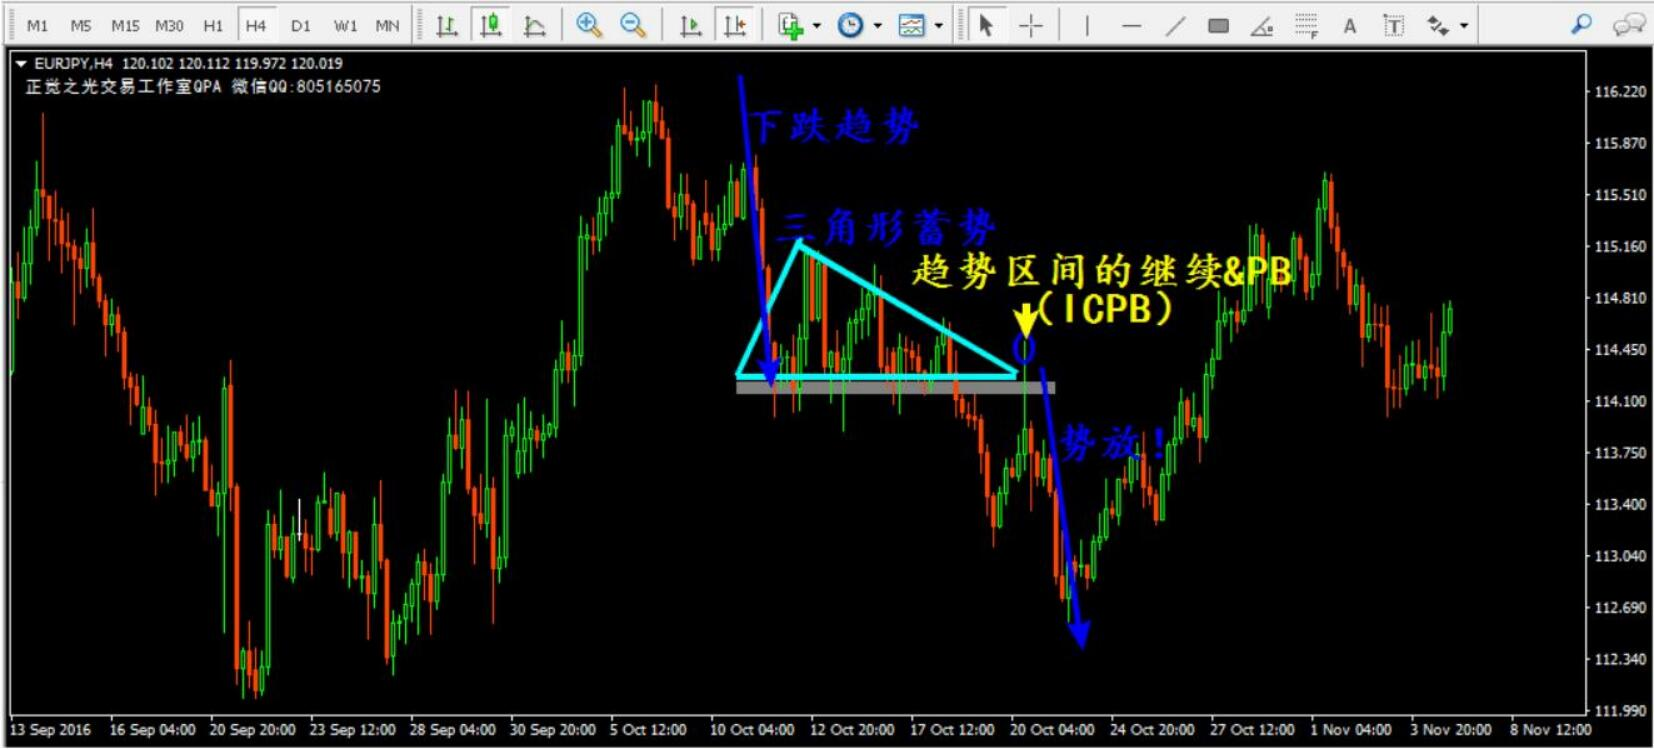 M1 M5 M15 M30 H1 H4 D1 W1 MN
EURJPY,H4 120.102 120.112 119.972 120.019
正觉之光交易工作室QPA 微信QQ:805165075
下跌趋势
三角形蓄势
趋势区间的继续&PB
(ICPB)
势放!
116.220
115.870
115.510
115.160
114.810
114.450
114.100
113.750
113.400
113.040
112.690
112.340
111.990
13 Sep 2016 16 Sep 04:00 20 Sep 20:00 23 Sep 12:00 28 Sep 04:00 30 Sep 20:00 5 Oct 12:00 10 Oct 04:00 12 Oct 20:00 17 Oct 12:00 20 Oct 04:00 24 Oct 20:00 27 Oct 12:00 1 Nov 04:00 3 Nov 20:00 8 Nov 12:00